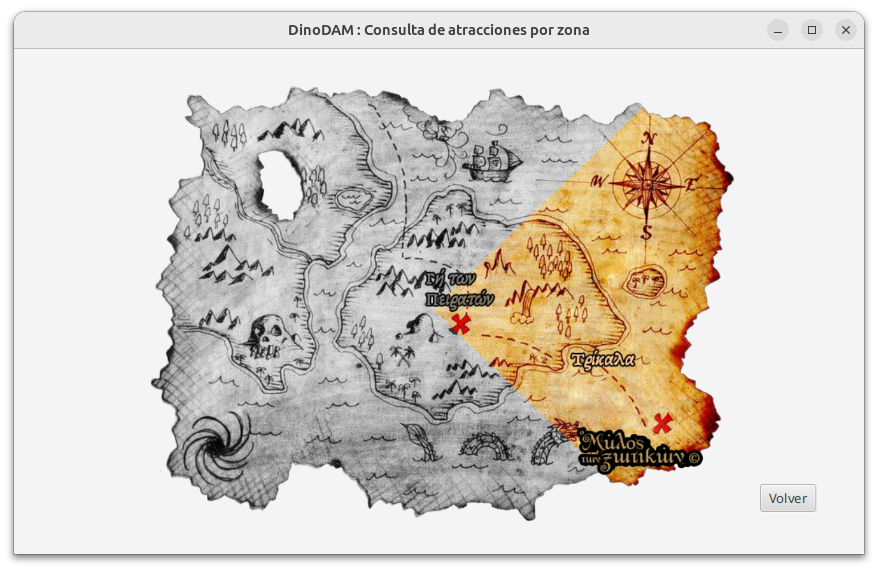 DinoDAM : Consulta de atracciones por zona
N
W E
S
Γή των
Πειρατών
Τρίκαλα
Μύλος
των ξωτικών ©
Volver